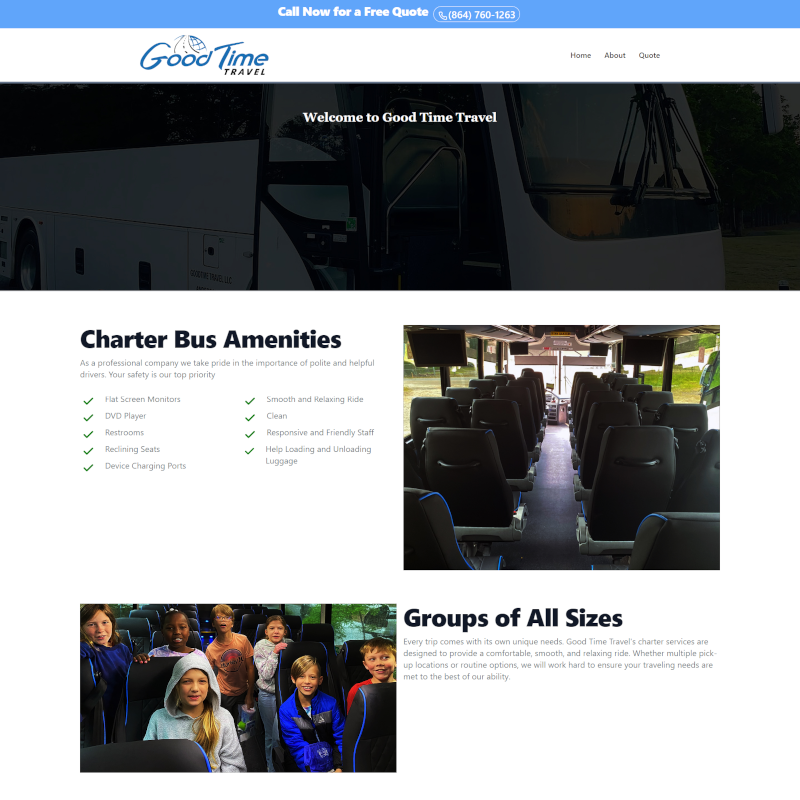 Call Now for a Free Quote (864) 760-1263
Good Time
TRAVEL
Home About Quote
Welcome to Good Time Travel
Charter Bus Amenities
As a professional company we take pride in the importance of polite and helpful
drivers. Your safety is our top priority
Flat Screen Monitors
DVD Player
Restrooms
Reclining Seats
Device Charging Ports
Smooth and Relaxing Ride
Clean
Responsive and Friendly Staff
Help Loading and Unloading
Luggage
Groups of All Sizes
Every trip comes with its own unique needs. Good Time Travel's charter services are
designed to provide a comfortable, smooth, and relaxing ride. Whether multiple pick-
up locations or routine options, we will work hard to ensure your traveling needs are
met to the best of our ability.